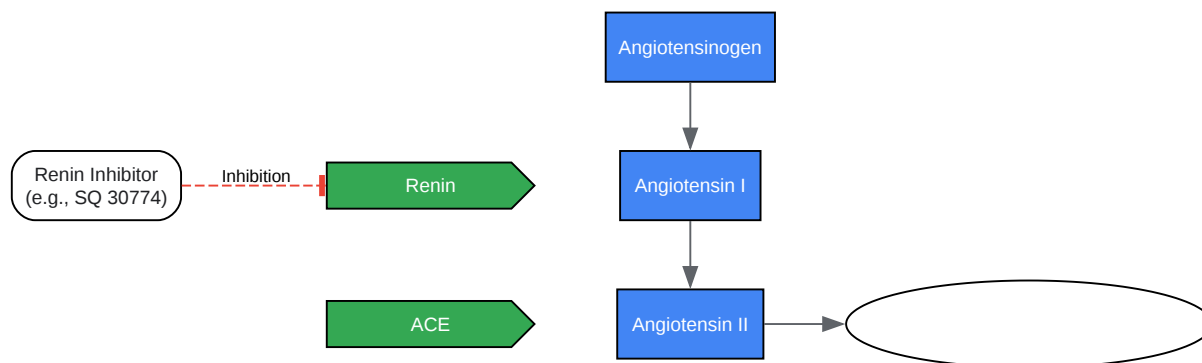 Angiotensinogen
Renin Inhibitor
(e.g., SQ 30774)
Inhibition
Renin
Angiotensin I
ACE
Angiotensin II